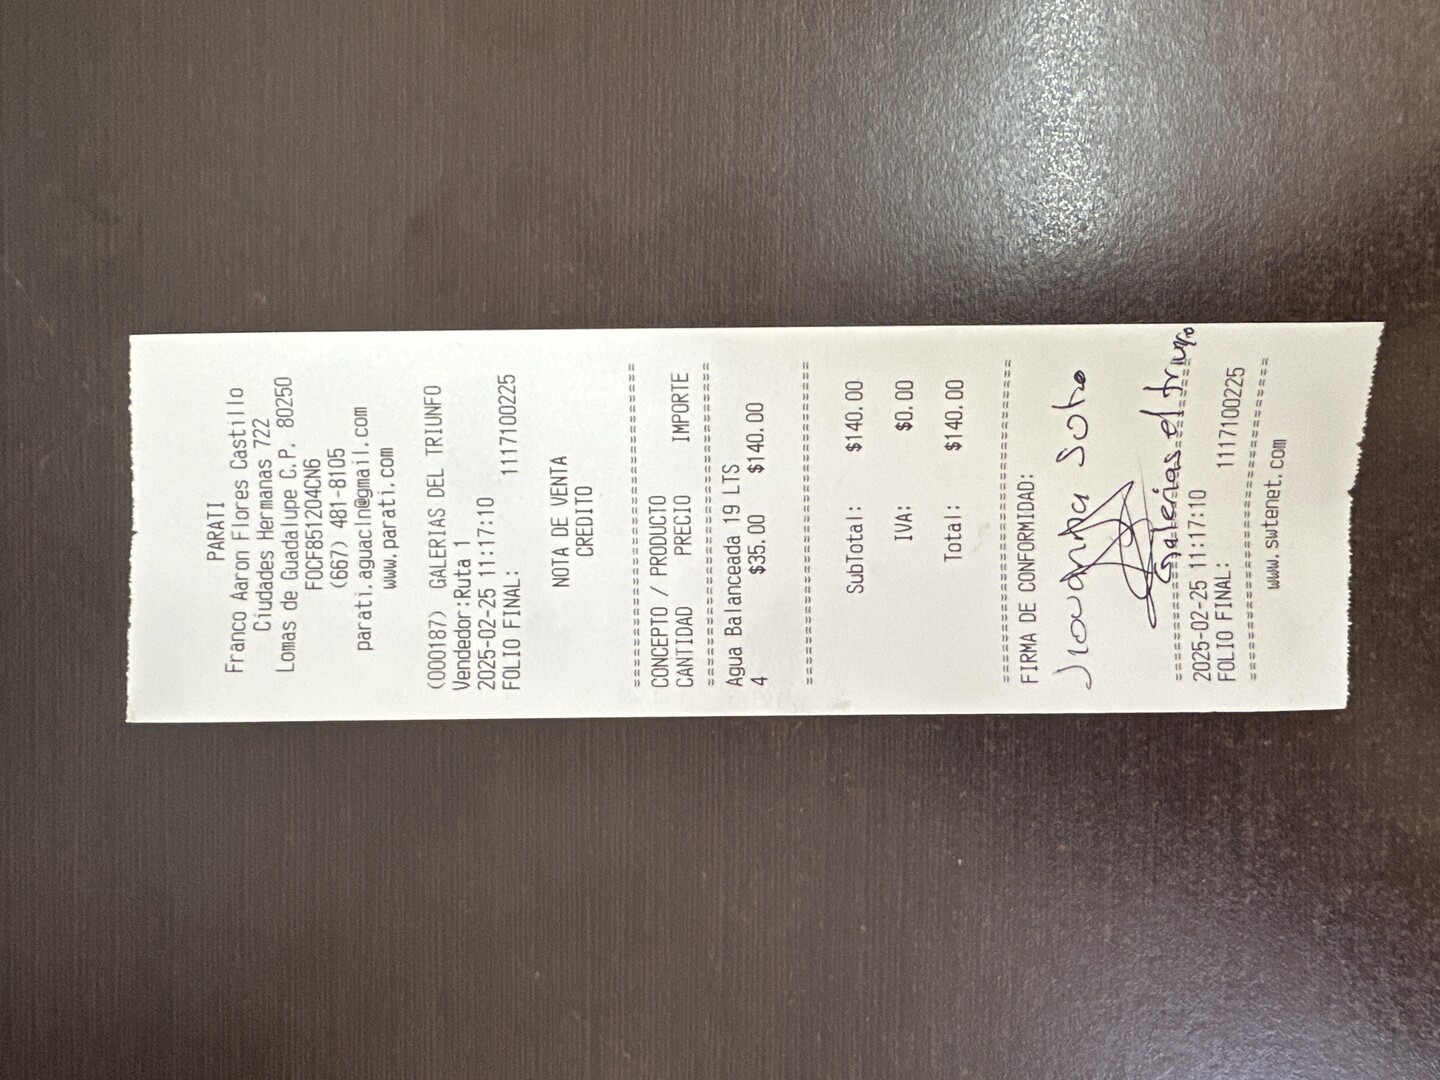 PARATI
Franco Aaron Flores Castillo
Ciudades Hermanas 722
Lomas de Guadalupe C.P. 80250
FOCF851204CN6
(667) 481-8105
parati.aguacln@gmail.com
www.parati.com
(000187) GALERIAS DEL TRIUNFO
Vendedor:Ruta 1
2025-02-25 11:17:10
FOLIO FINAL: 1117100225
NOTA DE VENTA
CREDITO
==============================
CONCEPTO / PRODUCTO
CANTIDAD PRECIO IMPORTE
==============================
Agua Balanceada 19 LTS
4 $35.00 $140.00
==============================
SubTotal: $140.00
IVA: $0.00
Total: $140.00
==============================
FIRMA DE CONFORMIDAD:
Soto
Galerias el triunfo
==============================
2025-02-25 11:17:10
FOLIO FINAL: 1117100225
==============================
www.swtenet.com